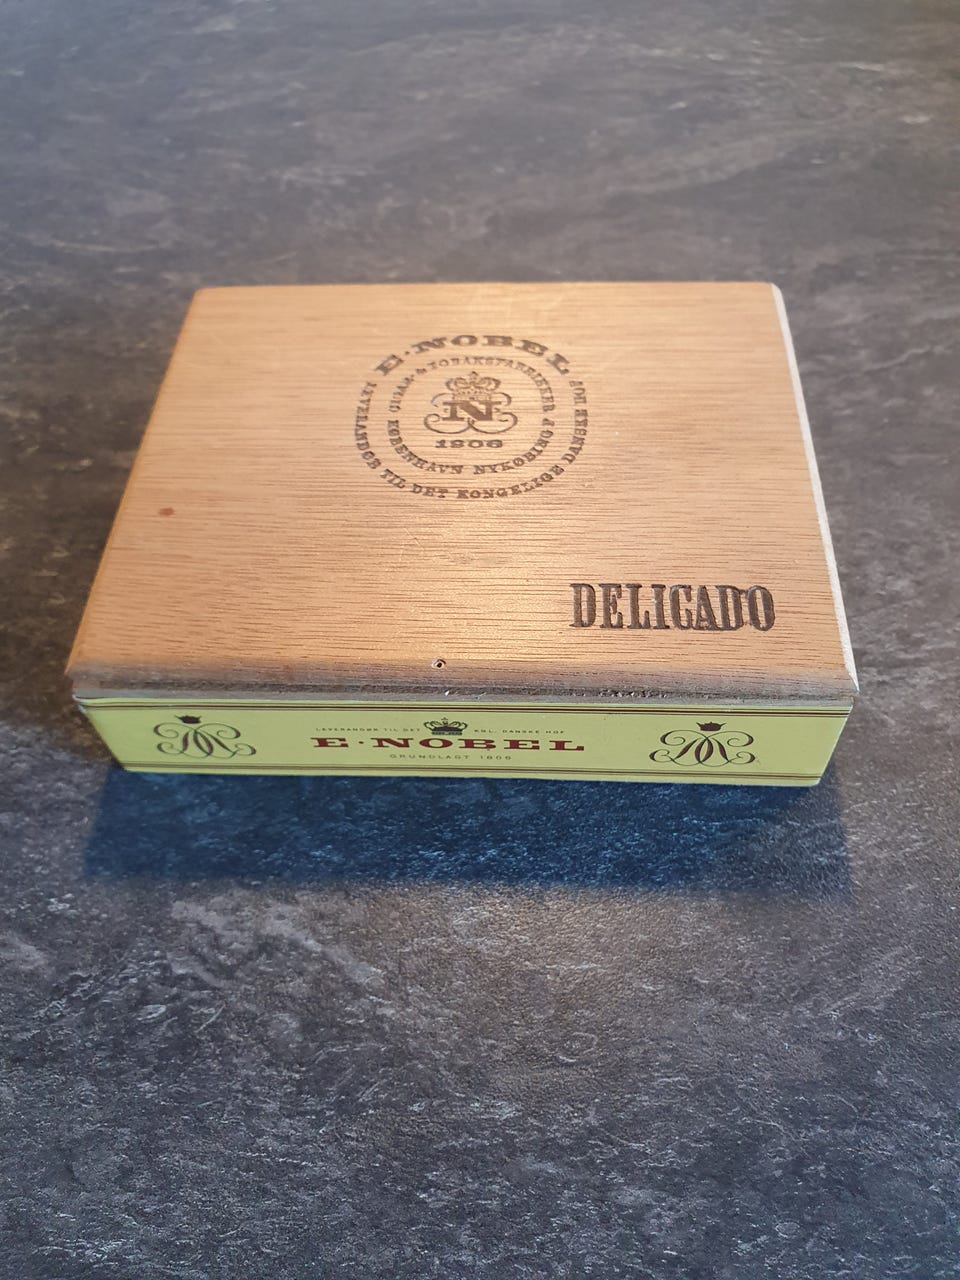 E·NOBEL
CIGAR- & TOBAKSFABRIKKER
N
1806
KØBENHAVN NYKØBING F
LEVERANDØR TIL DET KONGELIGE DANSKE HOF
DELICADO
LEVERANDØR TIL DET KGL. DANSKE HOF
E·NOBEL
GRUNDLAGT 1806